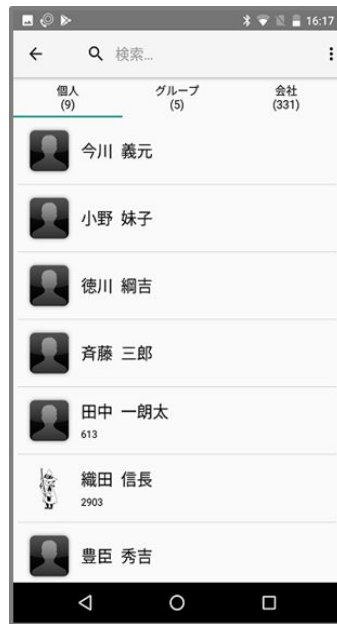 16:17
検索...
個人
(9)
グループ
(5)
会社
(331)
今川 義元
小野 妹子
徳川 綱吉
斉藤 三郎
田中 一朗太
613
織田 信長
2903
豊臣 秀吉